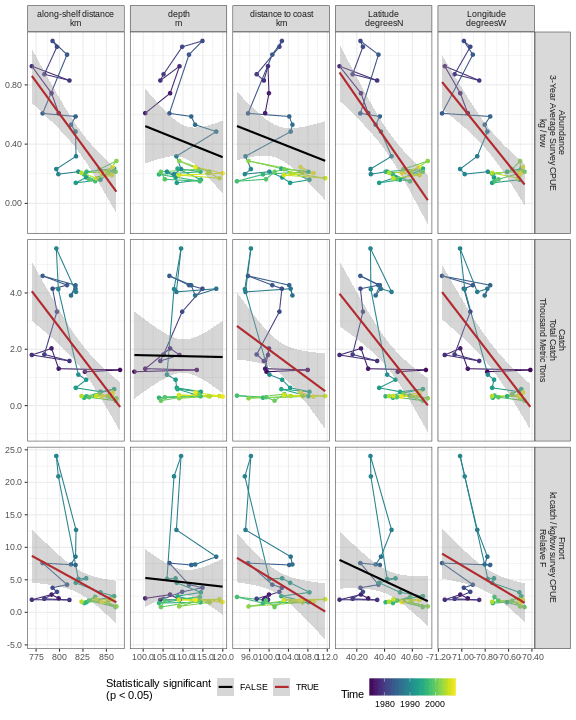 along-shelf distance
km
depth
m
distance to coast
km
Latitude
degreesN
Longitude
degreesW
0.80
0.40
0.00
Abundance
3-Year Average Survey CPUE
kg / tow
4.0
2.0
0.0
Catch
Total Catch
Thousand Metric Tons
25.0
20.0
15.0
10.0
5.0
0.0
-5.0
Fmort
kt catch / kg/tow survey CPUE
Relative F
775 800 850
100.0 105.0 110.0 115.0 120.0
96.0 100.0 104.0 108.0 112.0
40.20 40.40 40.60
-71.20 -71.00 -70.80 -70.60 -70.40
Statistically significant
(p < 0.05)
FALSE TRUE
Time
1980 1990 2000